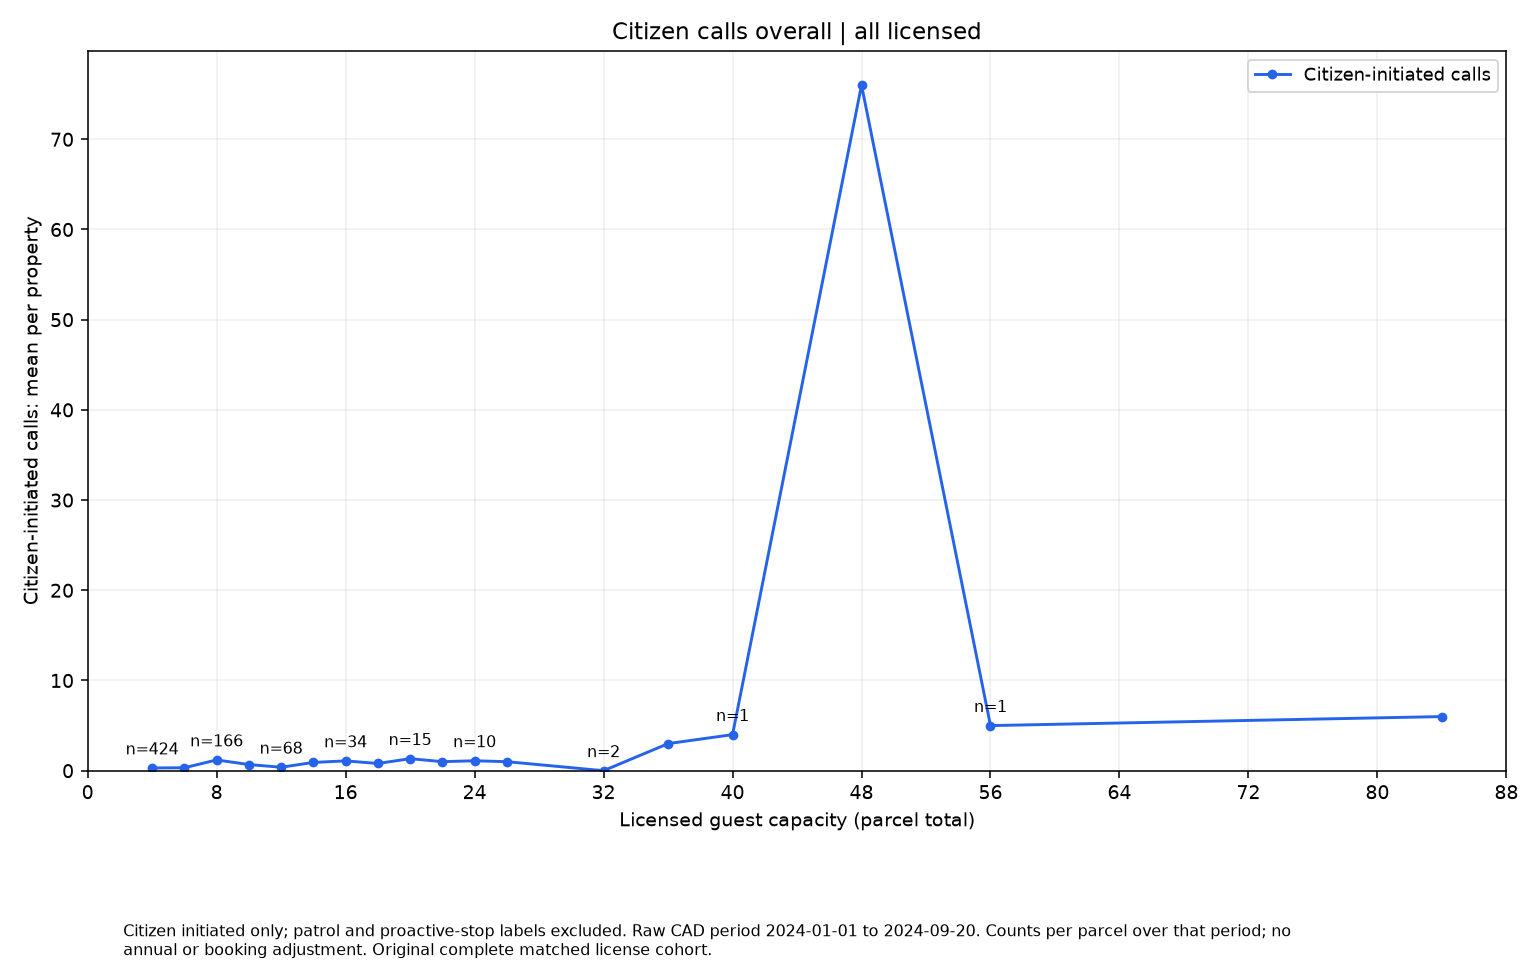 Citizen calls overall | all licensed
Citizen-initiated calls
Citizen-initiated calls: mean per property
70
60
50
40
30
20
10
0
n=424
n=166
n=68
n=34
n=15
n=10
n=2
n=1
n=1
0 8 16 24 32 40 48 56 64 72 80 88
Licensed guest capacity (parcel total)
Citizen initiated only; patrol and proactive-stop labels excluded. Raw CAD period 2024-01-01 to 2024-09-20. Counts per parcel over that period; no
annual or booking adjustment. Original complete matched license cohort.